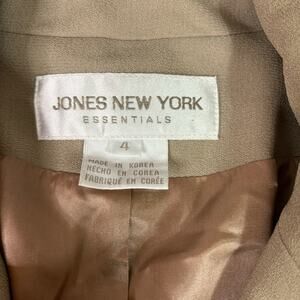 JONES NEW YORK
ESSENTIALS
4
MADE IN KOREA
HECHO EN COREA
FABRIQUÉ EN CORÉE